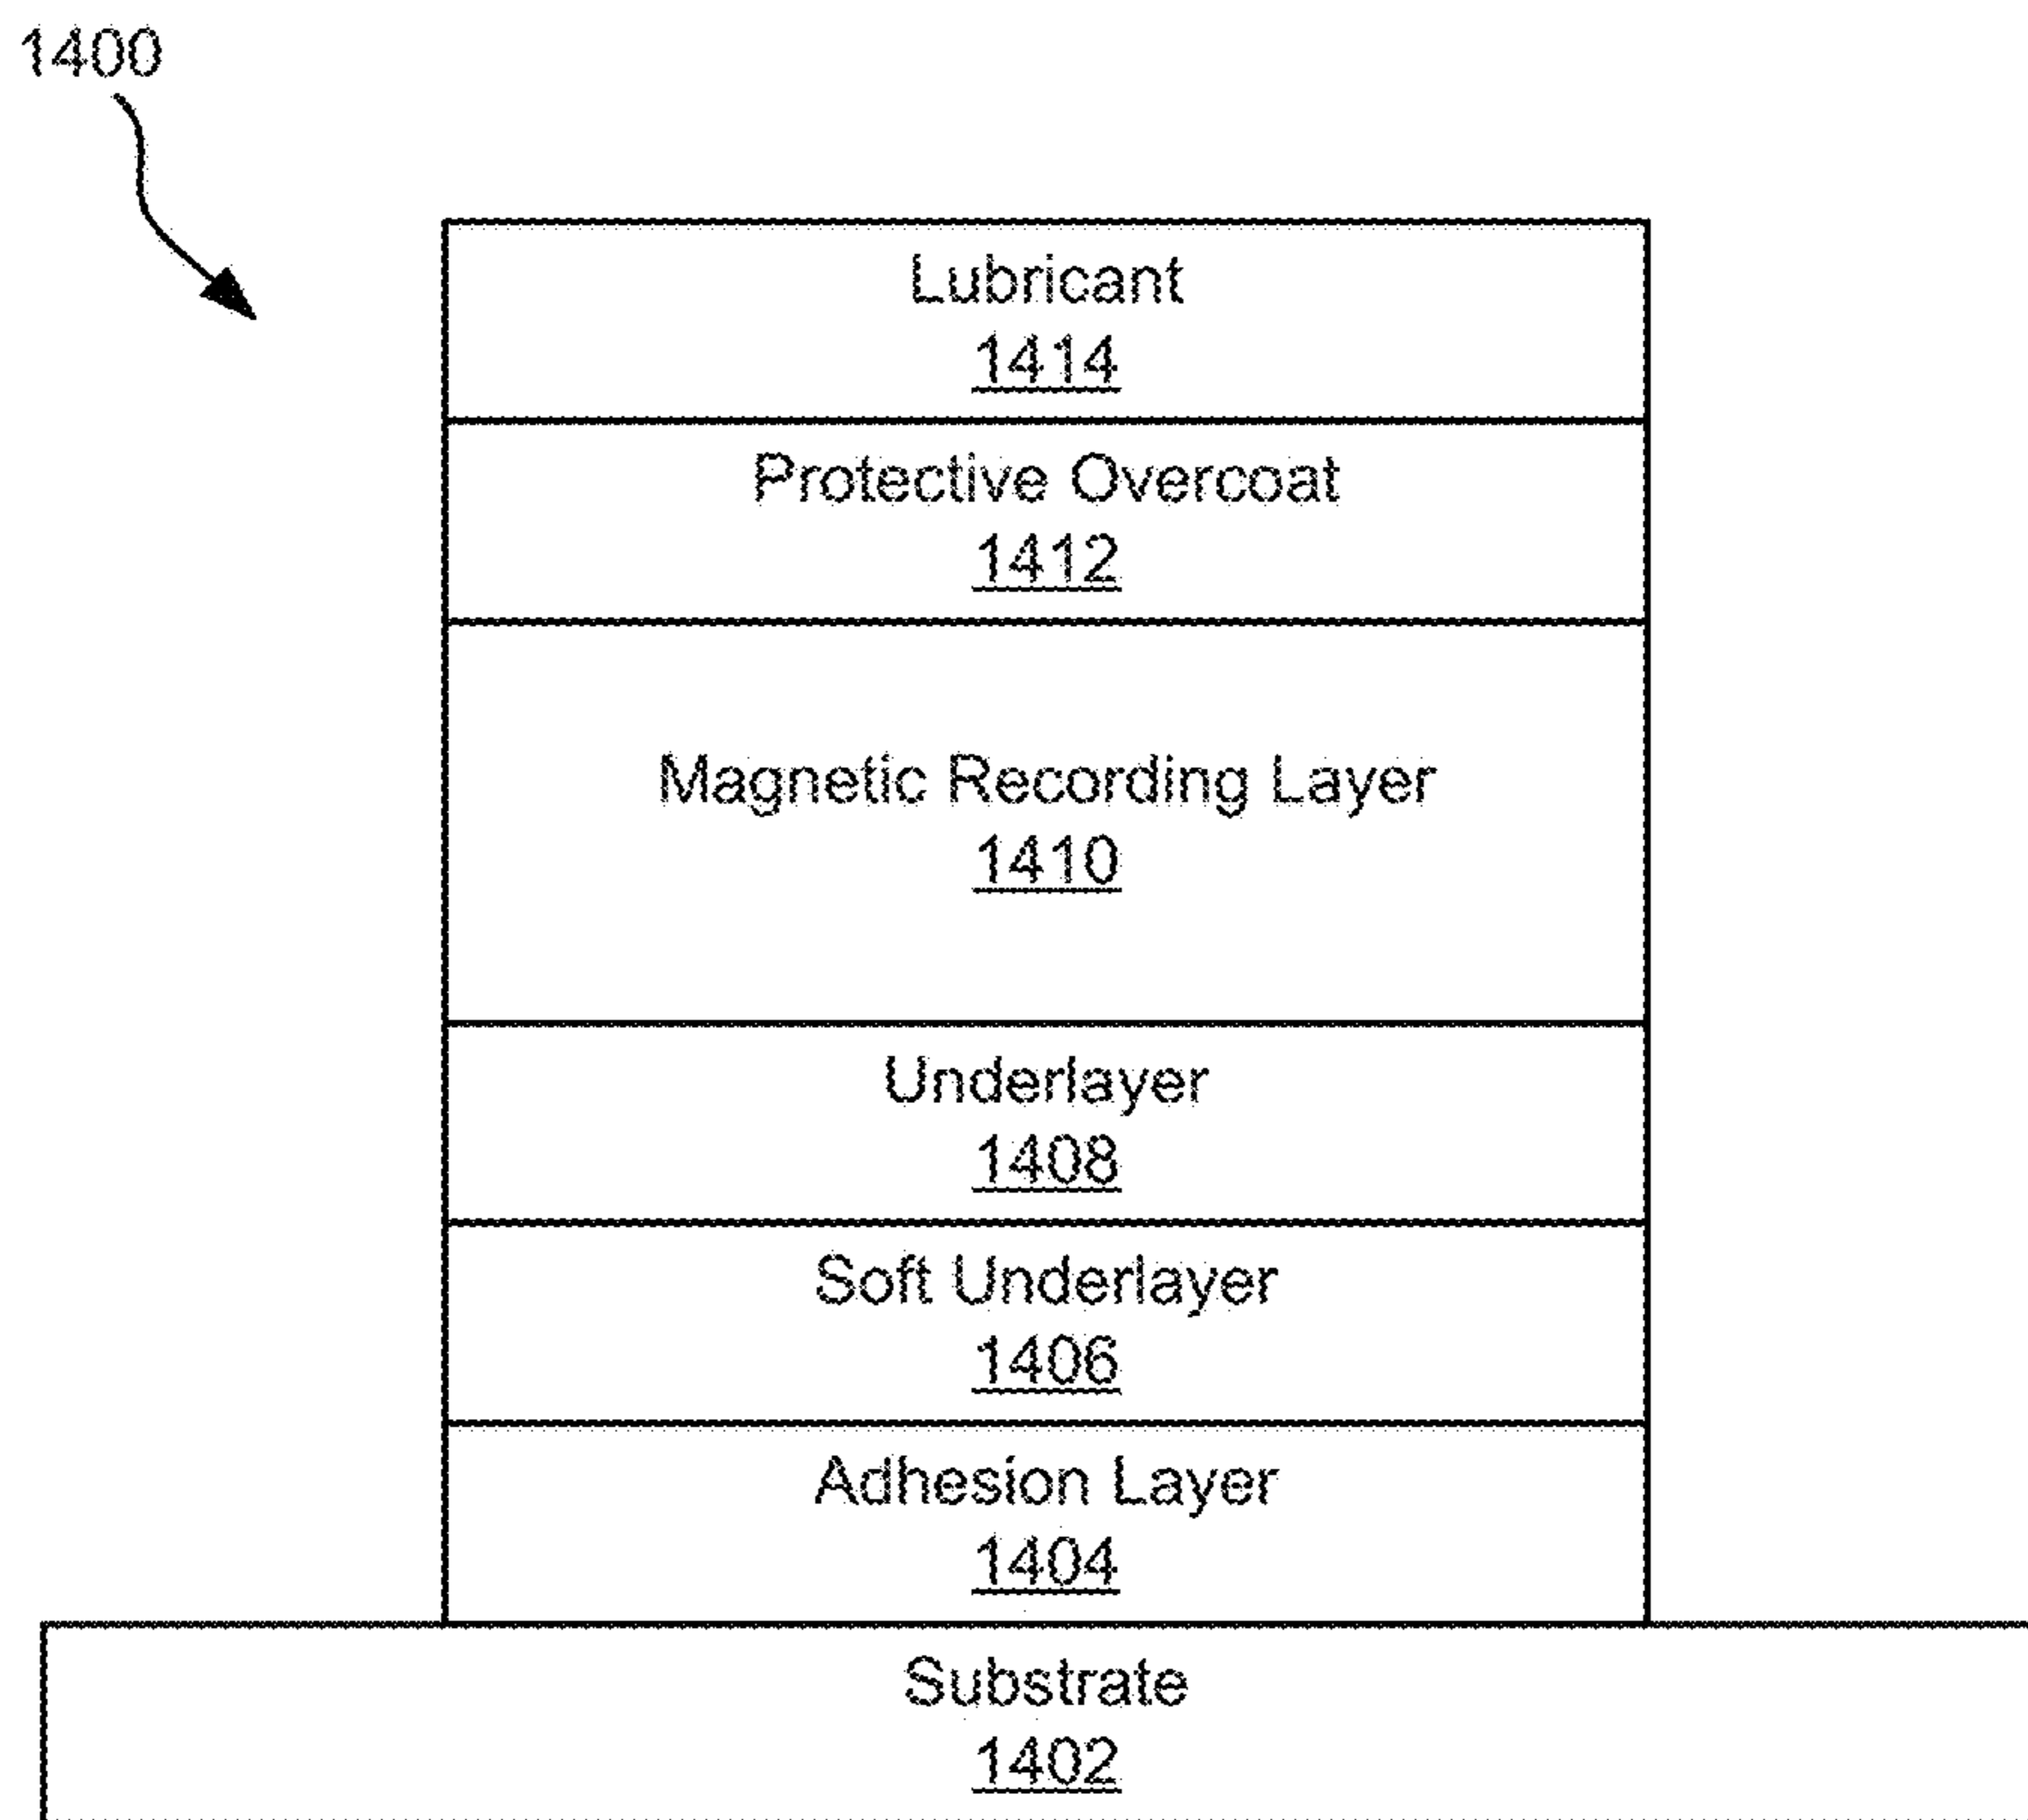 1400
Lubricant
1414
Protective Overcoat
1412
Magnetic Recording Layer
1410
Underlayer
1408
Soft Underlayer
1406
Adhesion Layer
1404
Substrate
1402